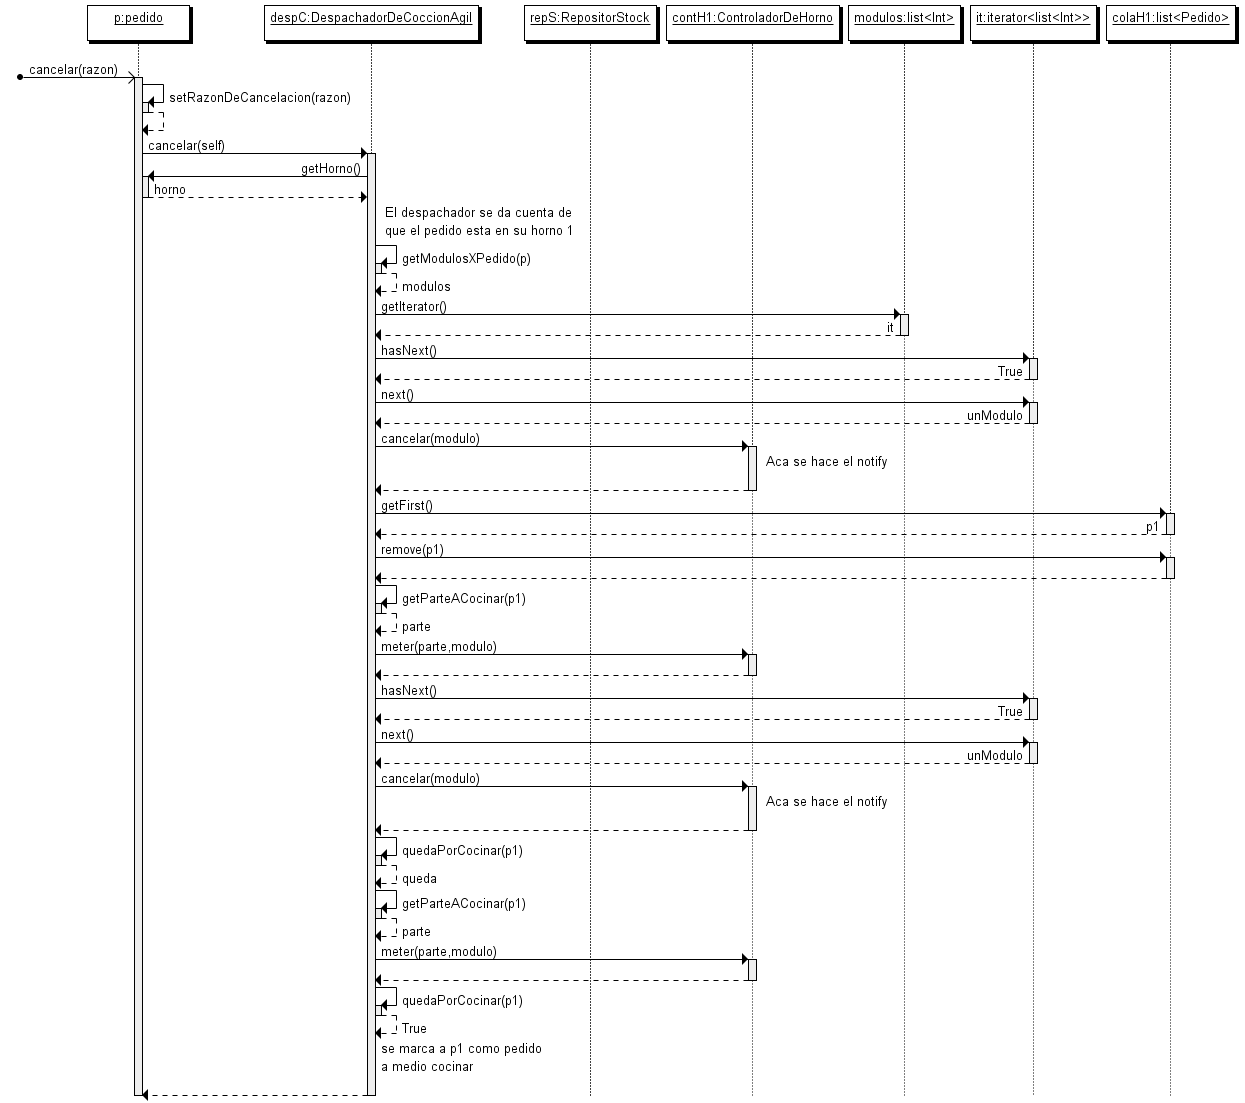 p:pedido
despC:DespachadorDeCoccionAgil
repS:RepositorStock
contH1:ControladorDeHorno
modulos:list<Int>
it:iterator<list<Int>>
colaH1:list<Pedido>
cancelar(razon)
setRazonDeCancelacion(razon)
cancelar(self)
getHorno()
horno
El despachador se da cuenta de
que el pedido esta en su horno 1
getModulosXPedido(p)
modulos
getIterator()
it
hasNext()
True
next()
unModulo
cancelar(modulo)
Aca se hace el notify
getFirst()
p1
remove(p1)
getParteACocinar(p1)
parte
meter(parte,modulo)
hasNext()
True
next()
unModulo
cancelar(modulo)
Aca se hace el notify
quedaPorCocinar(p1)
queda
getParteACocinar(p1)
parte
meter(parte,modulo)
quedaPorCocinar(p1)
True
se marca a p1 como pedido
a medio cocinar